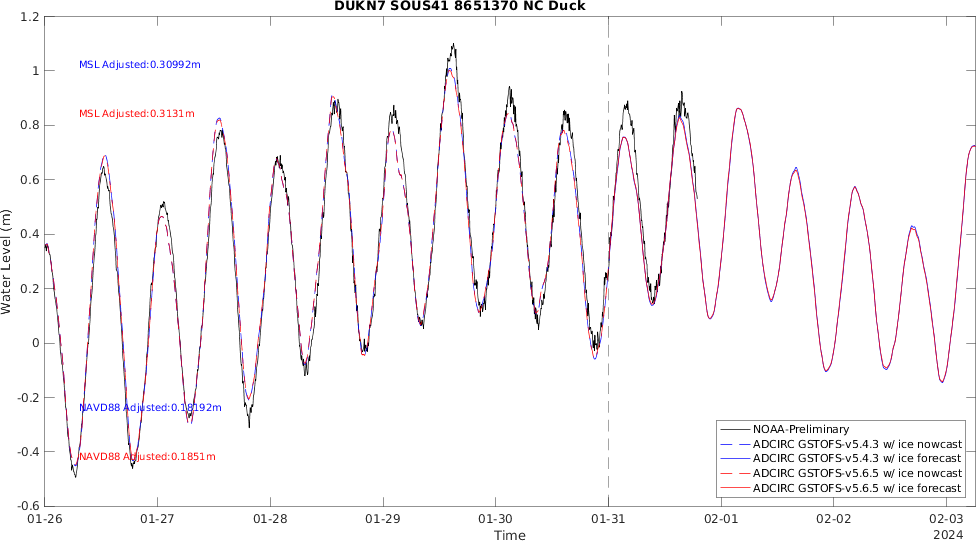 DUKN7 SOUS41 8651370 NC Duck
1.2
1
0.8
0.6
0.4
0.2
0
-0.2
-0.4
-0.6
Water Level (m)
MSL Adjusted:0.30992m
MSL Adjusted:0.3131m
NAVD88 Adjusted:0.18192m
NAVD88 Adjusted:0.1851m
NOAA-Preliminary
ADCIRC GSTOFS-v5.4.3 w/ ice nowcast
ADCIRC GSTOFS-v5.4.3 w/ ice forecast
ADCIRC GSTOFS-v5.6.5 w/ ice nowcast
ADCIRC GSTOFS-v5.6.5 w/ ice forecast
01-26 01-27 01-28 01-29 01-30 01-31 02-01 02-02 02-03
Time
2024